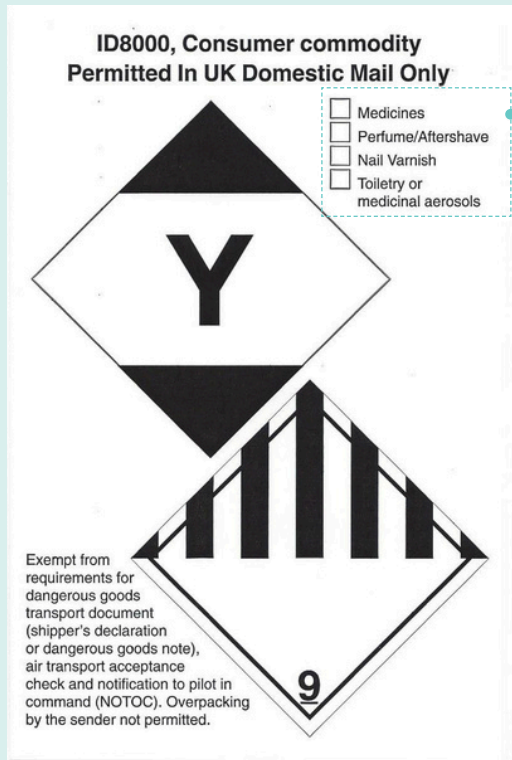 ID8000, Consumer commodity
Permitted In UK Domestic Mail Only
Medicines
Perfume/Aftershave
Nail Varnish
Toiletry or
medicinal aerosols
Y
Exempt from
requirements for
dangerous goods
transport document
(shipper's declaration
or dangerous goods note),
air transport acceptance
check and notification to pilot in
command (NOTOC). Overpacking
by the sender not permitted.
9